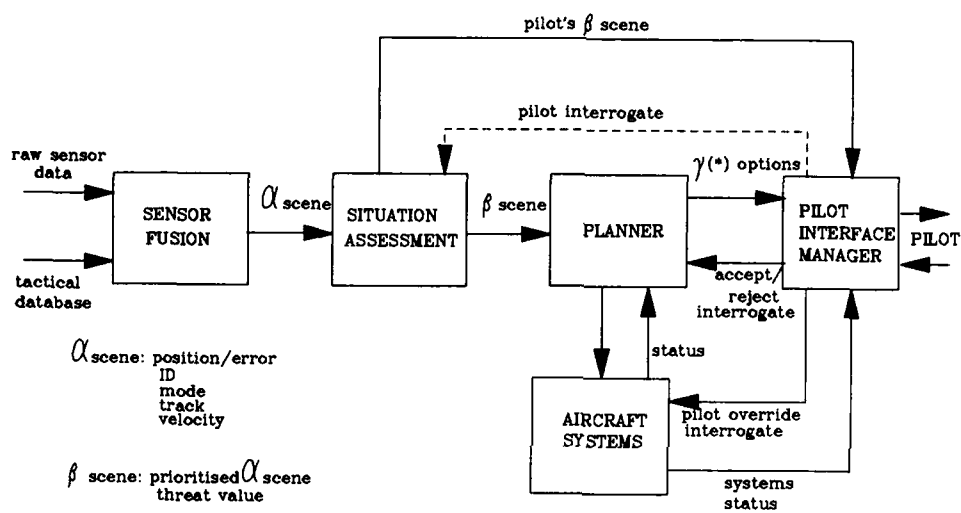 pilot's β scene
pilot interrogate
raw sensor
data
γ(*) options
α scene
β scene
SENSOR
FUSION
SITUATION
ASSESSMENT
PLANNER
PILOT
INTERFACE
MANAGER
PILOT
tactical
database
accept/
reject
interrogate
status
α scene: position/error
ID
mode
track
velocity
AIRCRAFT
SYSTEMS
pilot override
interrogate
β scene: prioritised α scene
threat value
systems
status